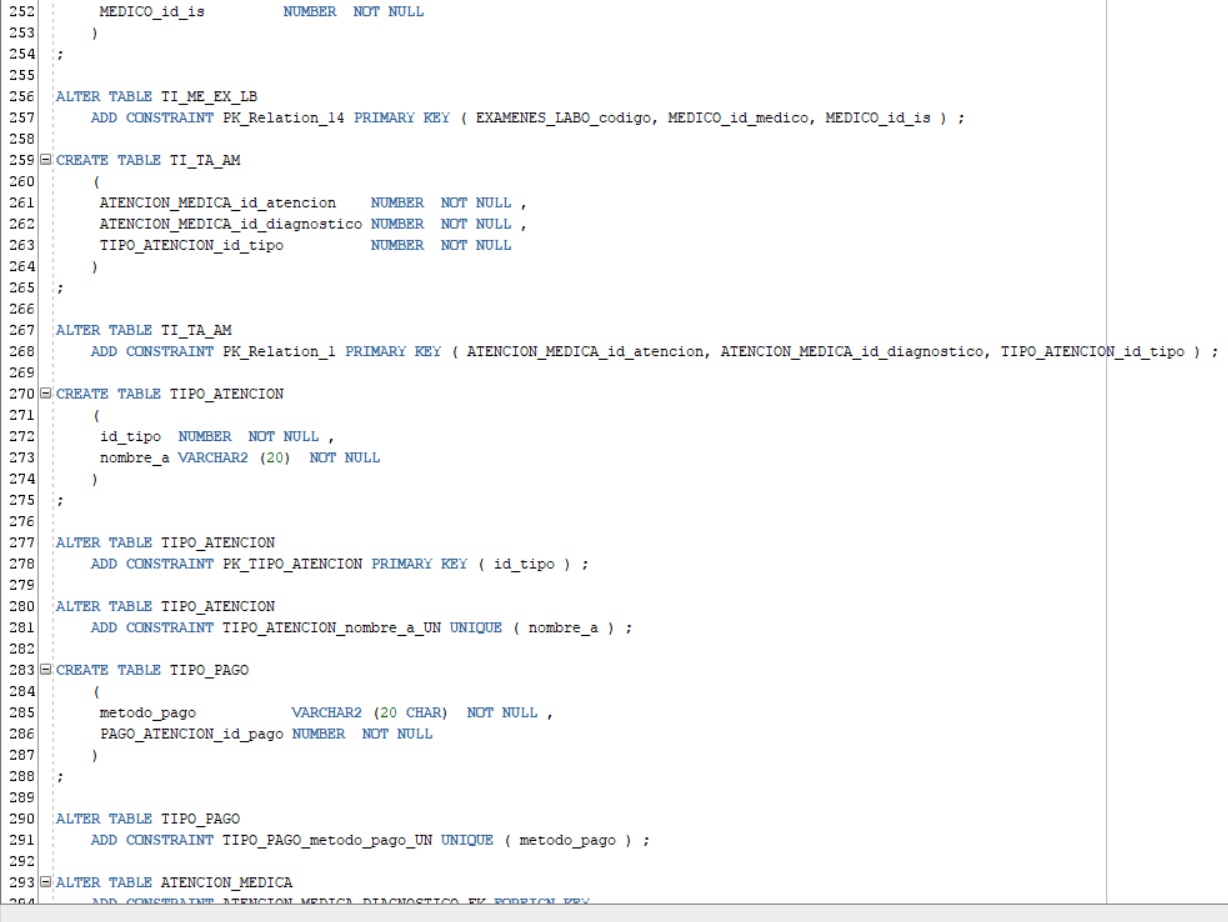 252 MEDICO_id_is NUMBER NOT NULL
253 )
254 ;
255
256 ALTER TABLE TI_ME_EX_LB
257 ADD CONSTRAINT PK_Relation_14 PRIMARY KEY ( EXAMENES_LABO_codigo, MEDICO_id_medico, MEDICO_id_is ) ;
258
259 CREATE TABLE TI_TA_AM
260 (
261 ATENCION_MEDICA_id_atencion NUMBER NOT NULL ,
262 ATENCION_MEDICA_id_diagnostico NUMBER NOT NULL ,
263 TIPO_ATENCION_id_tipo NUMBER NOT NULL
264 )
265 ;
266
267 ALTER TABLE TI_TA_AM
268 ADD CONSTRAINT PK_Relation_1 PRIMARY KEY ( ATENCION_MEDICA_id_atencion, ATENCION_MEDICA_id_diagnostico, TIPO_ATENCION_id_tipo ) ;
269
270 CREATE TABLE TIPO_ATENCION
271 (
272 id_tipo NUMBER NOT NULL ,
273 nombre_a VARCHAR2 (20) NOT NULL
274 )
275 ;
276
277 ALTER TABLE TIPO_ATENCION
278 ADD CONSTRAINT PK_TIPO_ATENCION PRIMARY KEY ( id_tipo ) ;
279
280 ALTER TABLE TIPO_ATENCION
281 ADD CONSTRAINT TIPO_ATENCION_nombre_a_UN UNIQUE ( nombre_a ) ;
282
283 CREATE TABLE TIPO_PAGO
284 (
285 metodo_pago VARCHAR2 (20 CHAR) NOT NULL ,
286 PAGO_ATENCION_id_pago NUMBER NOT NULL
287 )
288 ;
289
290 ALTER TABLE TIPO_PAGO
291 ADD CONSTRAINT TIPO_PAGO_metodo_pago_UN UNIQUE ( metodo_pago ) ;
292
293 ALTER TABLE ATENCION_MEDICA
294 ADD CONSTRAINT ATENCION_MEDICA_DIAGNOSTICO_FK FOREIGN KEY